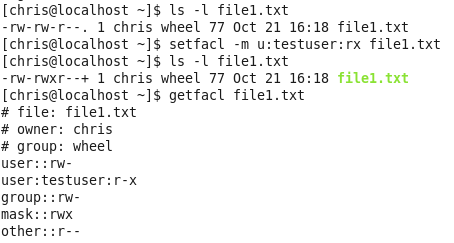 [chris@localhost ~]$ ls -l file1.txt
-rw-rw-r--. 1 chris wheel 77 Oct 21 16:18 file1.txt
[chris@localhost ~]$ setfacl -m u:testuser:rx file1.txt
[chris@localhost ~]$ ls -l file1.txt
-rw-rwxr--+ 1 chris wheel 77 Oct 21 16:18 file1.txt
[chris@localhost ~]$ getfacl file1.txt
# file: file1.txt
# owner: chris
# group: wheel
user::rw-
user:testuser:r-x
group::rw-
mask::rwx
other::r--